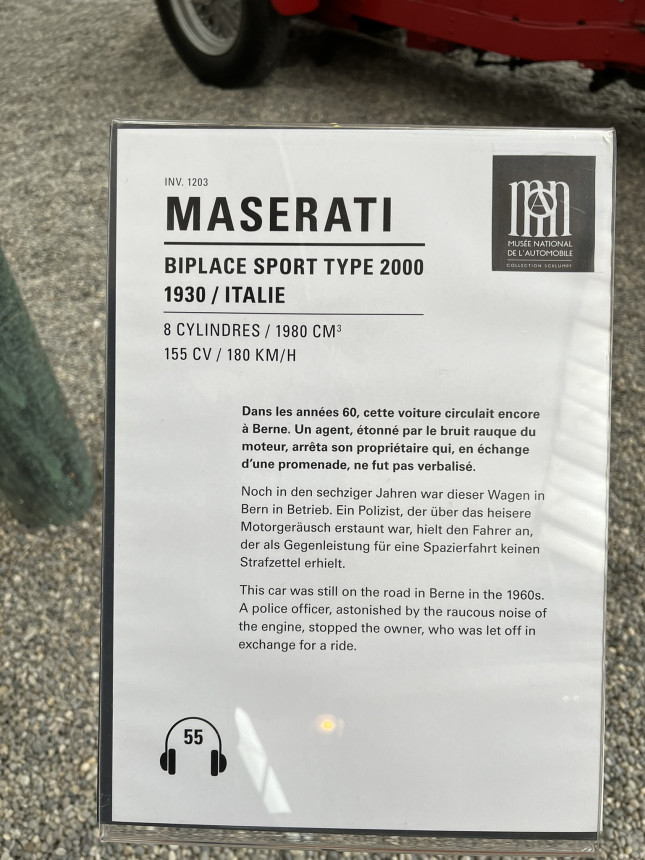 INV. 1203
MASERATI
BIPLACE SPORT TYPE 2000
1930 / ITALIE
8 CYLINDRES / 1980 CM³
155 CV / 180 KM/H
MUSÉE NATIONAL
DE L'AUTOMOBILE
COLLECTION SCHLUMPF
Dans les années 60, cette voiture circulait encore
à Berne. Un agent, étonné par le bruit rauque du
moteur, arrêta son propriétaire qui, en échange
d'une promenade, ne fut pas verbalisé.
Noch in den sechziger Jahren war dieser Wagen in
Bern in Betrieb. Ein Polizist, der über das heisere
Motorgeräusch erstaunt war, hielt den Fahrer an,
der als Gegenleistung für eine Spazierfahrt keinen
Strafzettel erhielt.
This car was still on the road in Berne in the 1960s.
A police officer, astonished by the raucous noise of
the engine, stopped the owner, who was let off in
exchange for a ride.
55